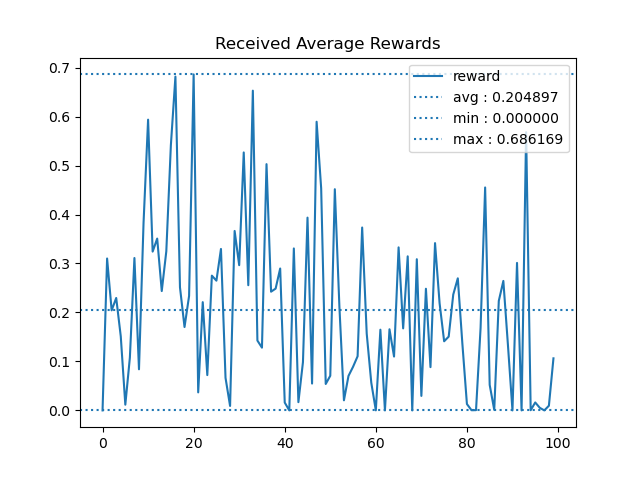 Received Average Rewards
reward
avg : 0.204897
min : 0.000000
max : 0.686169
0.7
0.6
0.5
0.4
0.3
0.2
0.1
0.0
0 20 40 60 80 100